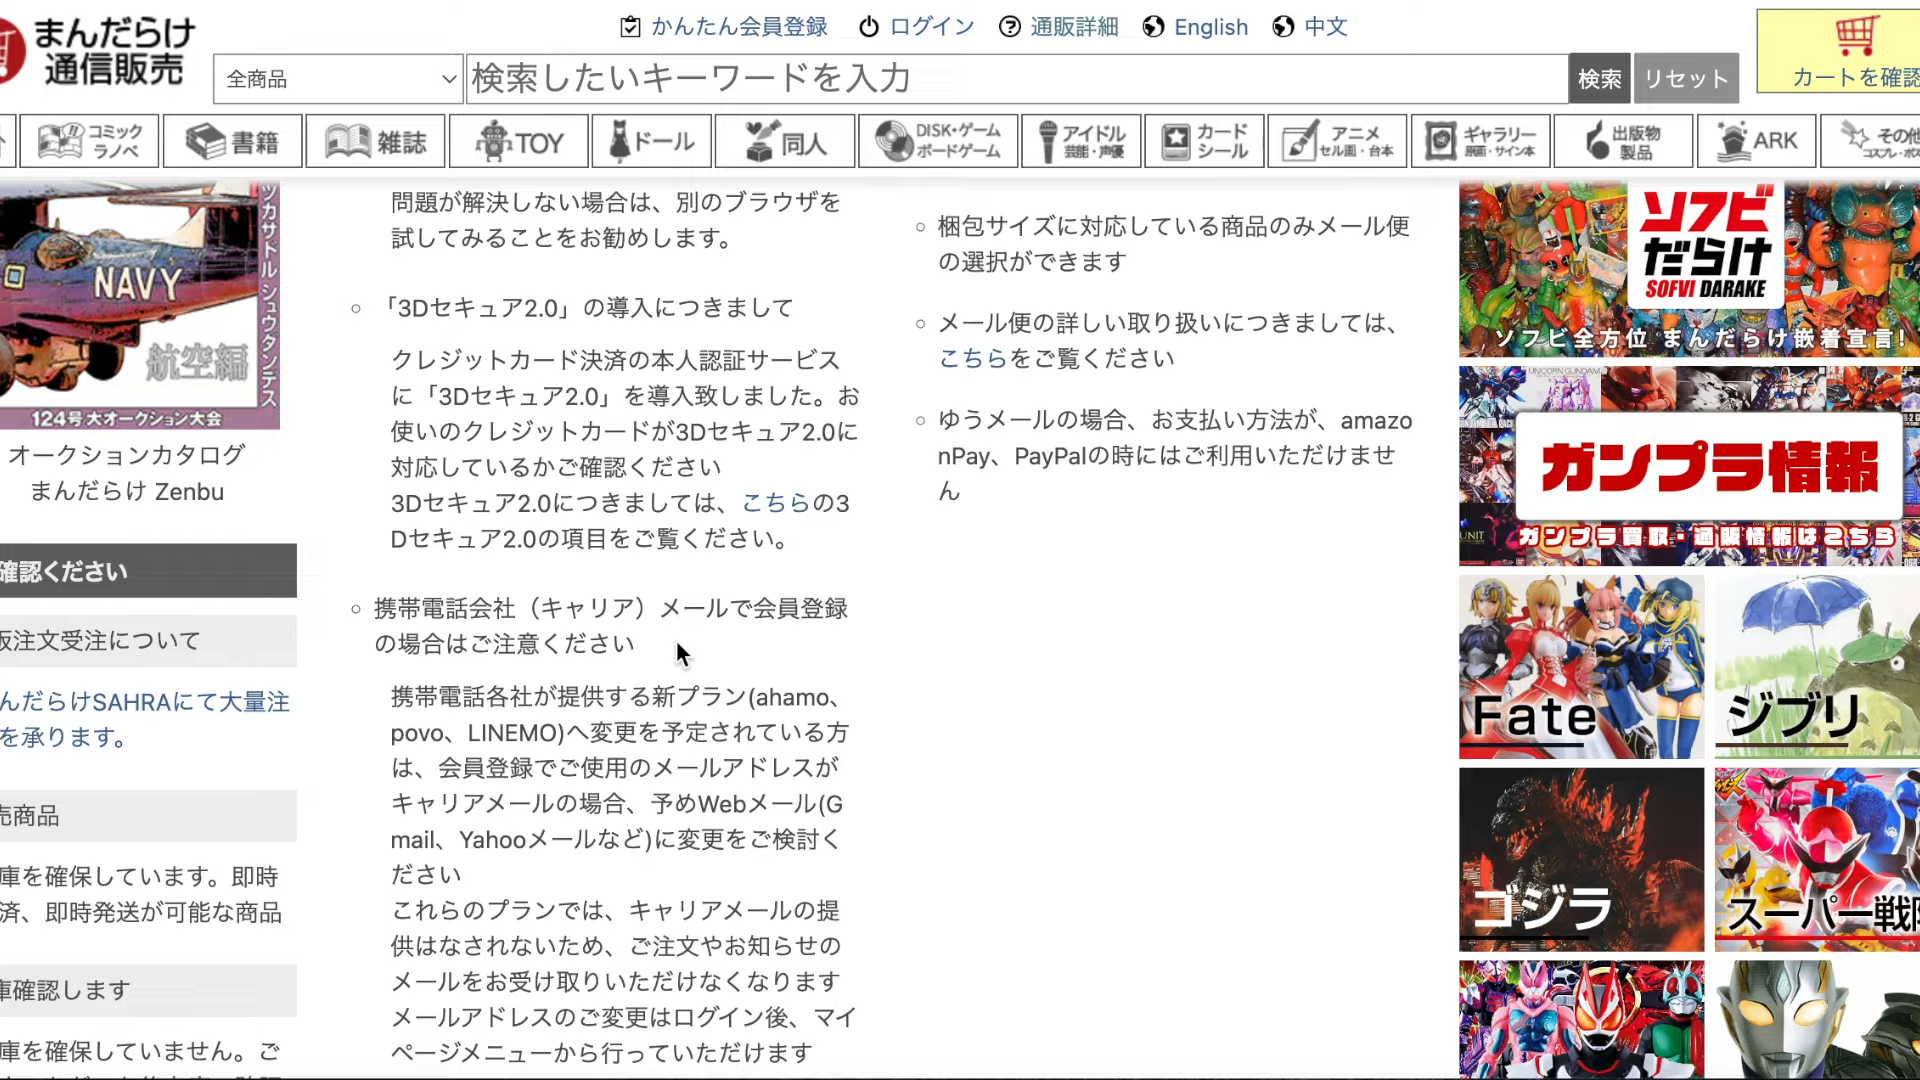 まんだらけ
通信販売
かんたん会員登録
ログイン
通販詳細
English
中文
カートを確認
全商品
検索したいキーワードを入力
検索
リセット
コミック
ラノベ
書籍
雑誌
TOY
ドール
同人
DISK・ゲーム
ボードゲーム
アイドル
芸能・声優
カード
シール
アニメ
セル画・台本
ギャラリー
原画・サイン本
出版物
製品
ARK
その他
NAVY
ツカサドル シュウタンテス
航空編
124号 大オークション大会
オークションカタログ
まんだらけ Zenbu
確認ください
注文受注について
んだらけSAHRAにて大量注
を承ります。
売商品
庫を確保しています。即時
済、即時発送が可能な商品
庫確認します
庫を確保していません。ご
問題が解決しない場合は、別のブラウザを
試してみることをお勧めします。
「3Dセキュア2.0」の導入につきまして
クレジットカード決済の本人認証サービス
に「3Dセキュア2.0」を導入致しました。お
使いのクレジットカードが3Dセキュア2.0に
対応しているかご確認ください
3Dセキュア2.0につきましては、こちらの3
Dセキュア2.0の項目をご覧ください。
携帯電話会社（キャリア）メールで会員登録
の場合はご注意ください
携帯電話各社が提供する新プラン(ahamo、
povo、LINEMO)へ変更を予定されている方
は、会員登録でご使用のメールアドレスが
キャリアメールの場合、予めWebメール(G
mail、Yahooメールなど)に変更をご検討く
ださい
これらのプランでは、キャリアメールの提
供はなされないため、ご注文やお知らせの
メールをお受け取りいただけなくなります
メールアドレスのご変更はログイン後、マイ
ページメニューから行っていただけます
梱包サイズに対応している商品のみメール便
の選択ができます
メール便の詳しい取り扱いにつきましては、
こちらをご覧ください
ゆうメールの場合、お支払い方法が、amazo
nPay、PayPalの時にはご利用いただけませ
ん
ソフビ
だらけ
SOFVI DARAKE
ソフビ全方位 まんだらけ嵌着宣言!
UNICORN GUNDAM
ガンプラ情報
ガンプラ買取・通販情報はこちら
Fate
ジブリ
ゴジラ
スーパー戦隊